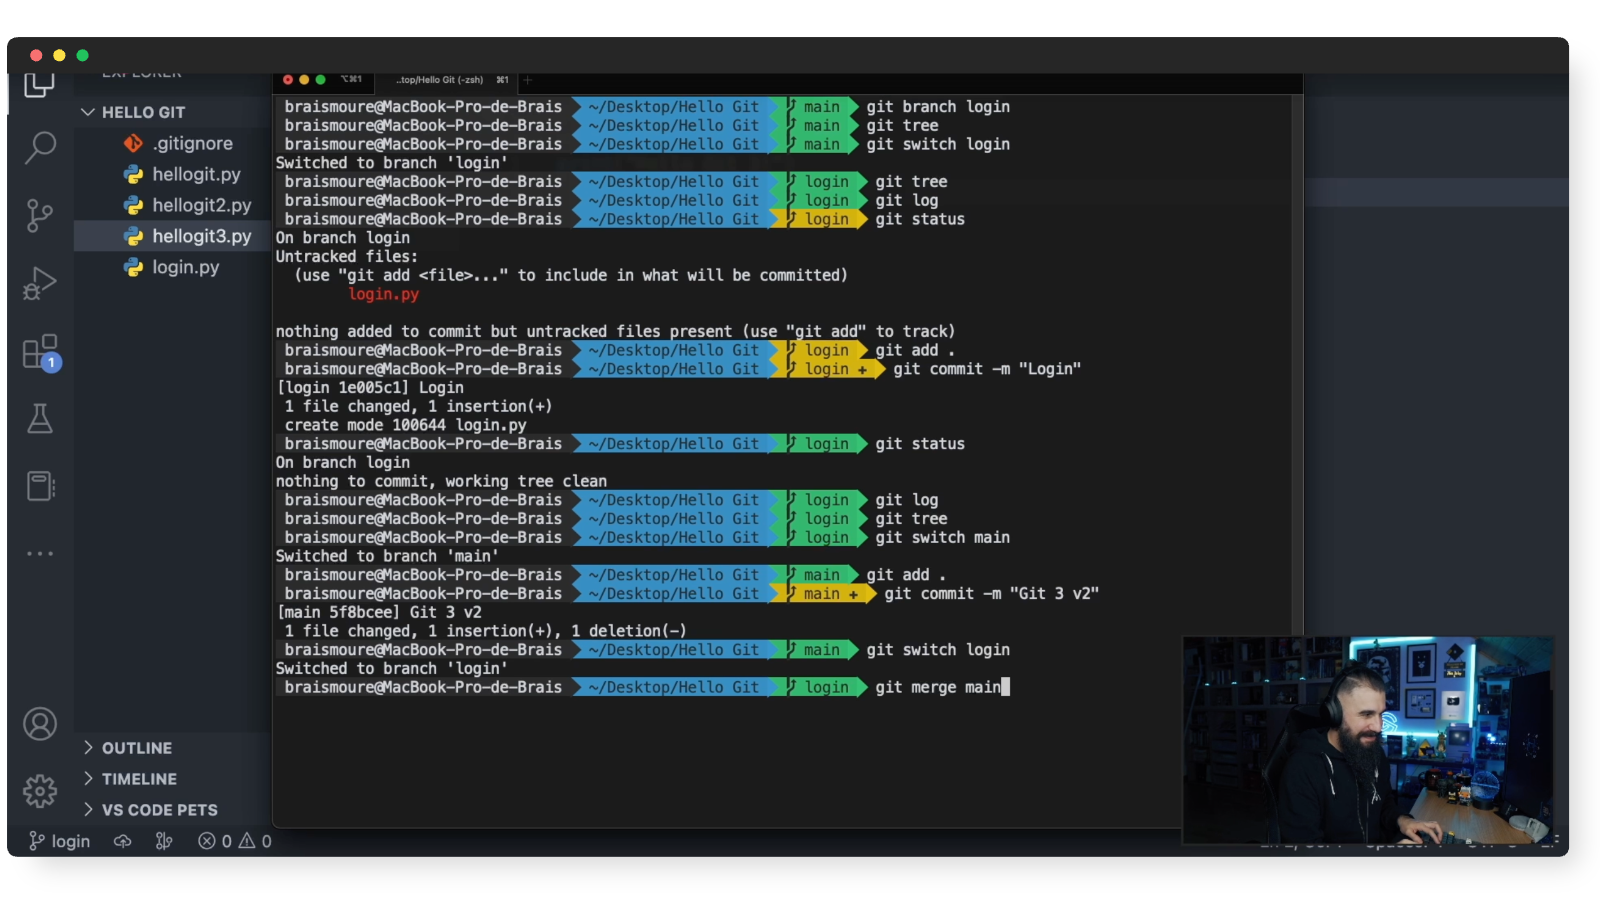 EXPLORER
HELLO GIT
.gitignore
hellogit.py
hellogit2.py
hellogit3.py
login.py
1
OUTLINE
TIMELINE
VS CODE PETS
login
0
0
⌥⌘1
..top/Hello Git (-zsh)
⌘1
braismoure@MacBook-Pro-de-Brais ~/Desktop/Hello Git main git branch login
braismoure@MacBook-Pro-de-Brais ~/Desktop/Hello Git main git tree
braismoure@MacBook-Pro-de-Brais ~/Desktop/Hello Git main git switch login
Switched to branch 'login'
braismoure@MacBook-Pro-de-Brais ~/Desktop/Hello Git login git tree
braismoure@MacBook-Pro-de-Brais ~/Desktop/Hello Git login git log
braismoure@MacBook-Pro-de-Brais ~/Desktop/Hello Git login git status
On branch login
Untracked files:
(use "git add <file>..." to include in what will be committed)
login.py
nothing added to commit but untracked files present (use "git add" to track)
braismoure@MacBook-Pro-de-Brais ~/Desktop/Hello Git login git add .
braismoure@MacBook-Pro-de-Brais ~/Desktop/Hello Git login + git commit -m "Login"
[login 1e005c1] Login
1 file changed, 1 insertion(+)
create mode 100644 login.py
braismoure@MacBook-Pro-de-Brais ~/Desktop/Hello Git login git status
On branch login
nothing to commit, working tree clean
braismoure@MacBook-Pro-de-Brais ~/Desktop/Hello Git login git log
braismoure@MacBook-Pro-de-Brais ~/Desktop/Hello Git login git tree
braismoure@MacBook-Pro-de-Brais ~/Desktop/Hello Git login git switch main
Switched to branch 'main'
braismoure@MacBook-Pro-de-Brais ~/Desktop/Hello Git main git add .
braismoure@MacBook-Pro-de-Brais ~/Desktop/Hello Git main + git commit -m "Git 3 v2"
[main 5f8bcee] Git 3 v2
1 file changed, 1 insertion(+), 1 deletion(-)
braismoure@MacBook-Pro-de-Brais ~/Desktop/Hello Git main git switch login
Switched to branch 'login'
braismoure@MacBook-Pro-de-Brais ~/Desktop/Hello Git login git merge main